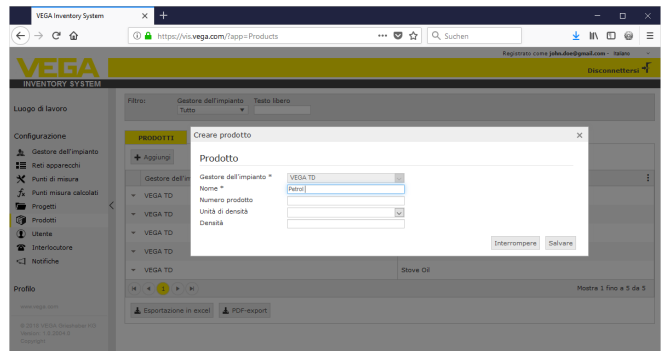 VEGA Inventory System
https://vis.vega.com/?app=Products
Suchen
Registrato come john.doe@gmail.com - Italiano
VEGA
INVENTORY SYSTEM
Disconnettersi
Luogo di lavoro
Filtro:
Gestore dell'impianto
Testo libero
Tutto
Configurazione
Gestore dell'impianto
Reti apparecchi
Punti di misura
Punti misura calcolati
Progetti
Prodotti
Utente
Interlocutore
Notifiche
Profilo
www.vega.com
Copyright
PRODOTTI
Aggiungi
Gestore dell'im
VEGA TD
VEGA TD
VEGA TD
VEGA TD
VEGA TD
Stove Oil
Creare prodotto
Prodotto
Gestore dell'impianto *
VEGA TD
Nome *
Petrol
Numero prodotto
Unità di densità
Densità
Interrompere
Salvare
1
Mostra 1 fino a 5 da 5
Esportazione in excel
PDF-export